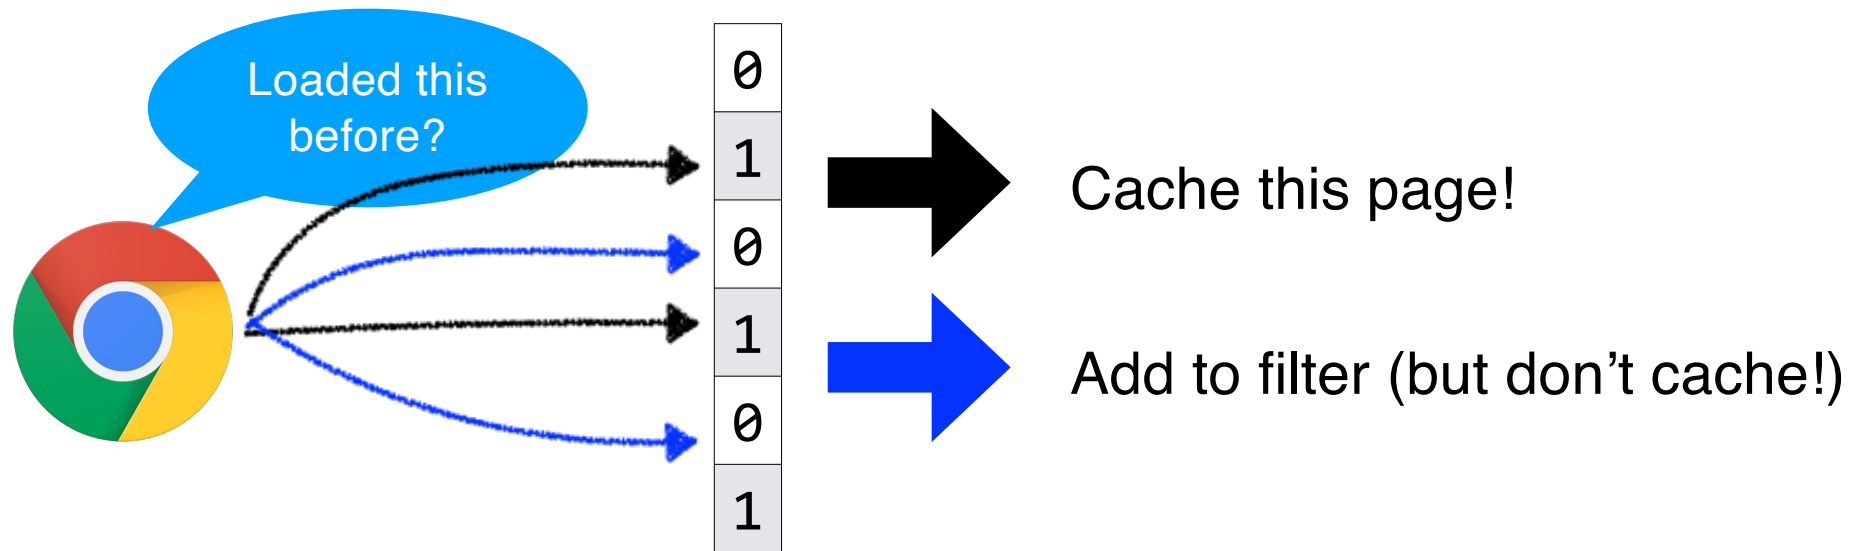 Loaded this
before?
0
1
0
1
0
1
Cache this page!
Add to filter (but don’t cache!)